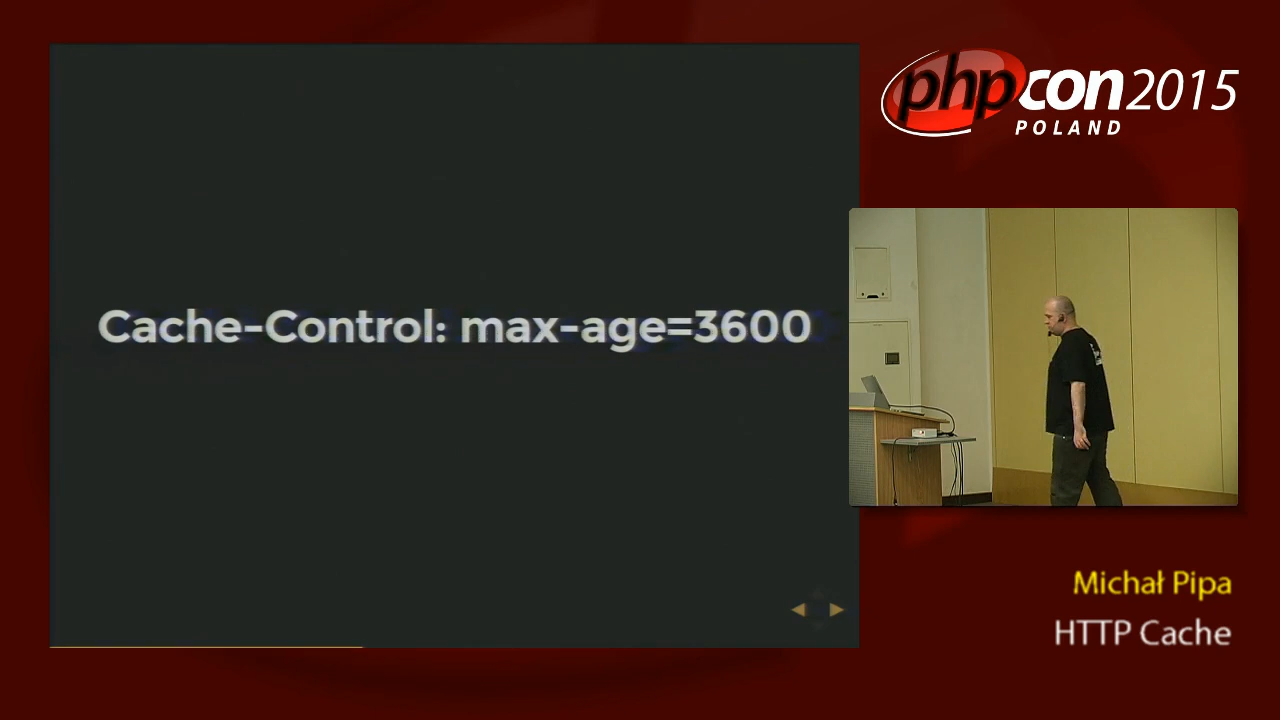 Cache-Control: max-age=3600
phpcon2015
POLAND
Michał Pipa
HTTP Cache